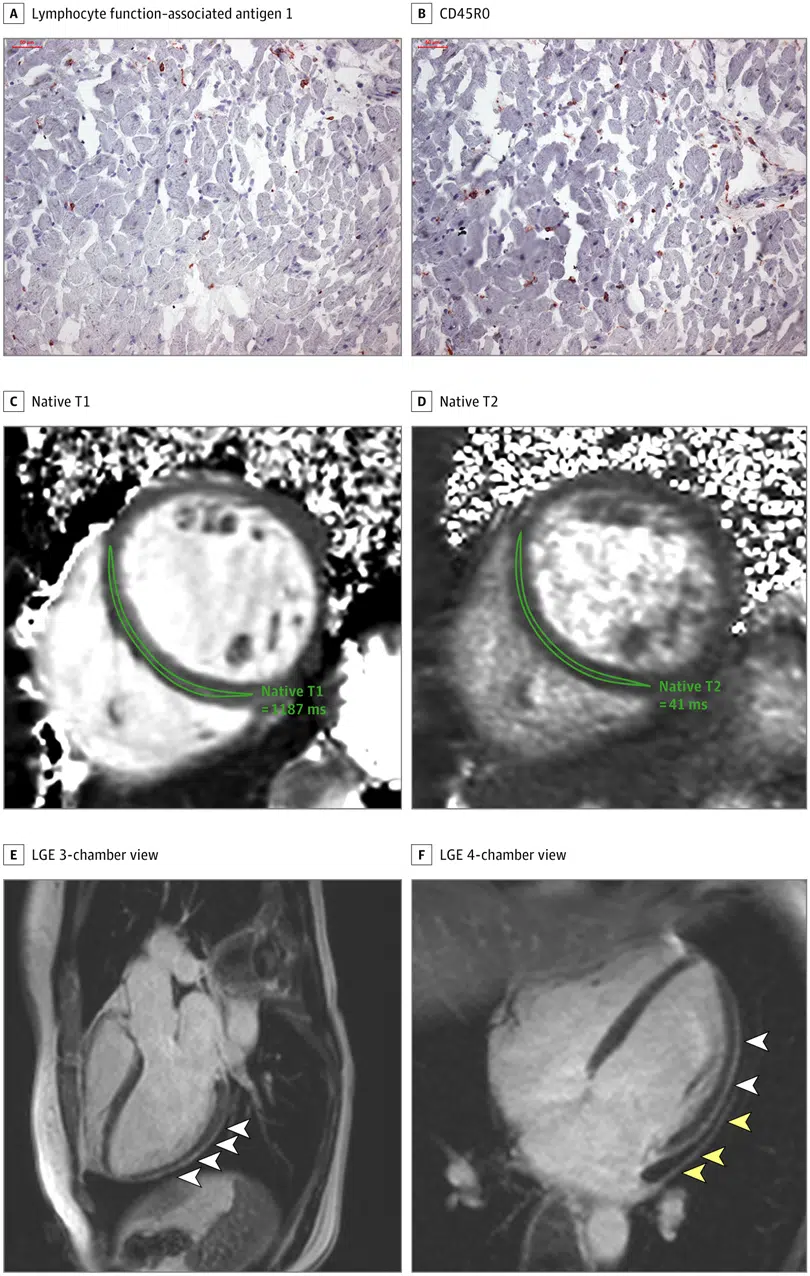 A Lymphocyte function-associated antigen 1
B CD45R0
C Native T1
D Native T2
Native T1
= 1187 ms
Native T2
= 41 ms
E LGE 3-chamber view
F LGE 4-chamber view